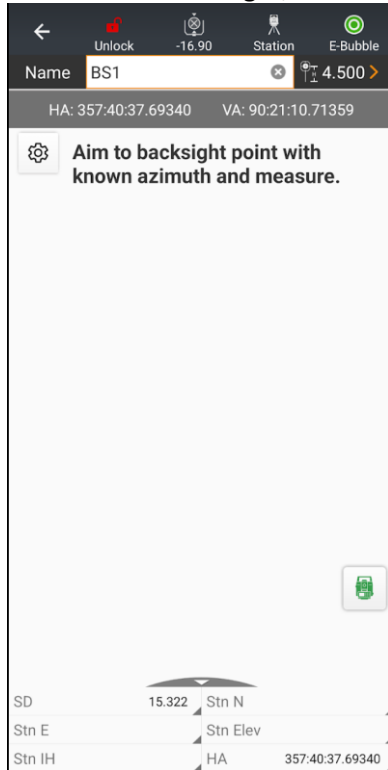 Unlock
-16.90
Station
E-Bubble
Name BS1 4.500
HA: 357:40:37.69340 VA: 90:21:10.71359
Aim to backsight point with
known azimuth and measure.
SD 15.322 Stn N
Stn E Stn Elev
Stn IH HA 357:40:37.69340